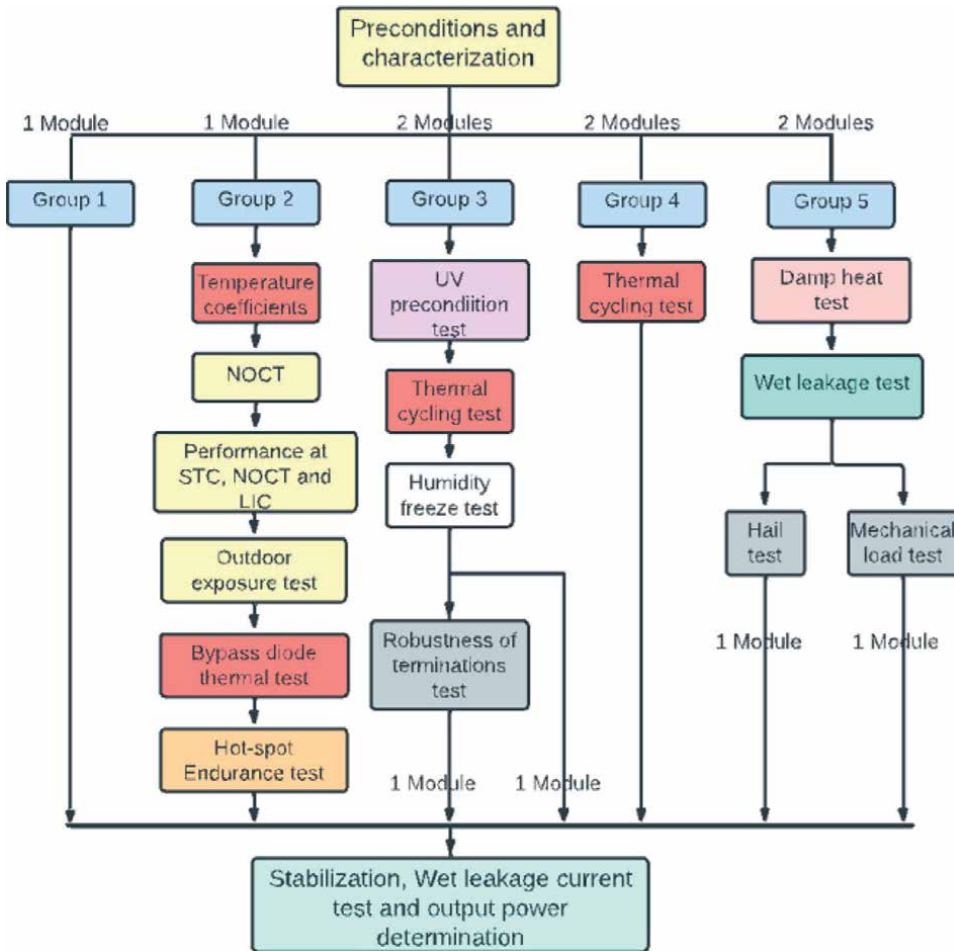 Preconditions and
characterization
1 Module
1 Module
2 Modules
2 Modules
2 Modules
Group 1
Group 2
Group 3
Group 4
Group 5
Temperature
coefficients
NOCT
Performance at
STC, NOCT and
LIC
Outdoor
exposure test
Bypass diode
thermal test
Hot-spot
Endurance test
UV
precondiition
test
Thermal
cycling test
Humidity
freeze test
Robustness of
terminations
test
1 Module
1 Module
Thermal
cycling test
Damp heat
test
Wet leakage test
Hail
test
Mechanical
load test
1 Module
1 Module
Stabilization, Wet leakage current
test and output power
determination